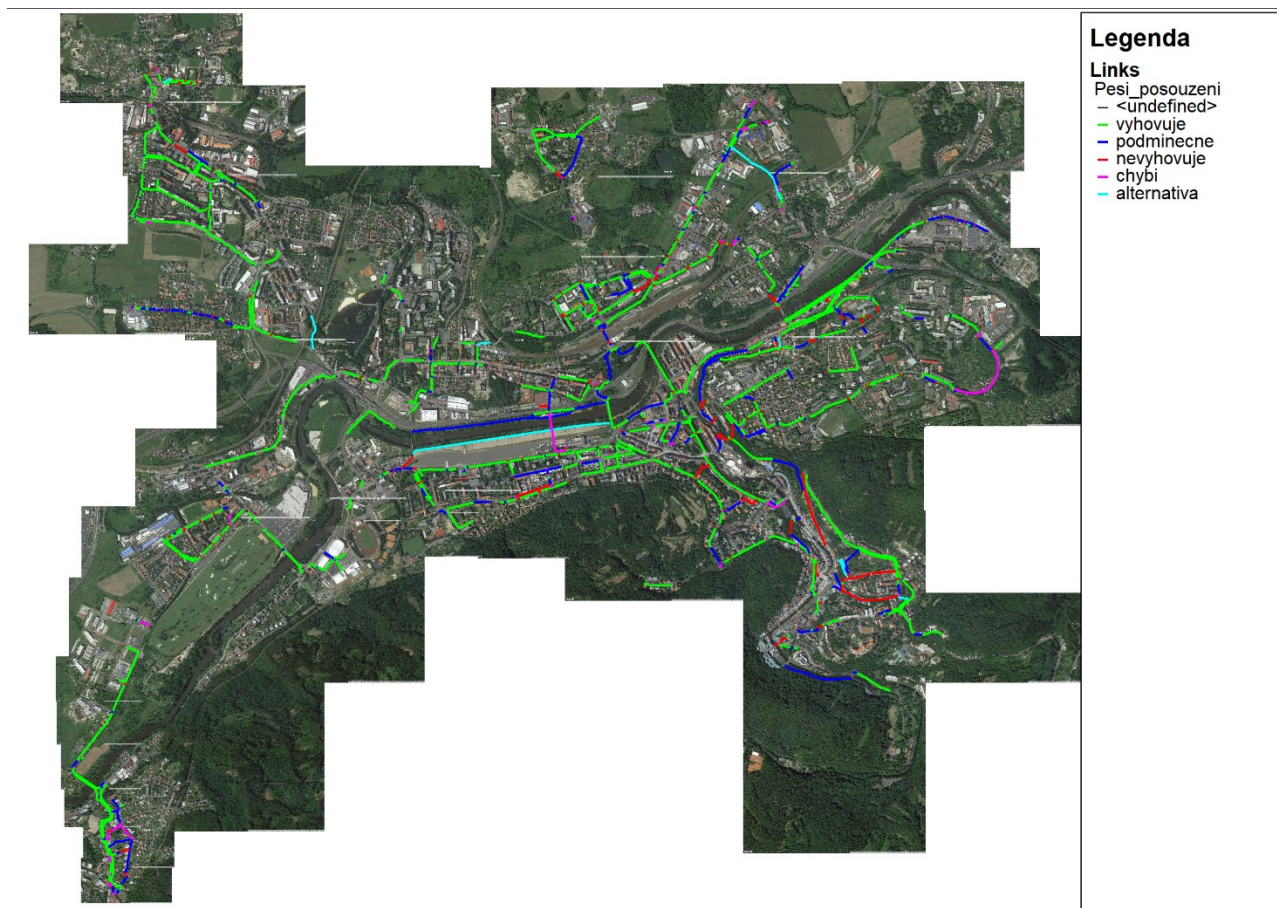 Legenda
Links
Pesi_posouzeni
<undefined>
vyhovuje
podminecne
nevyhovuje
chybi
alternativa